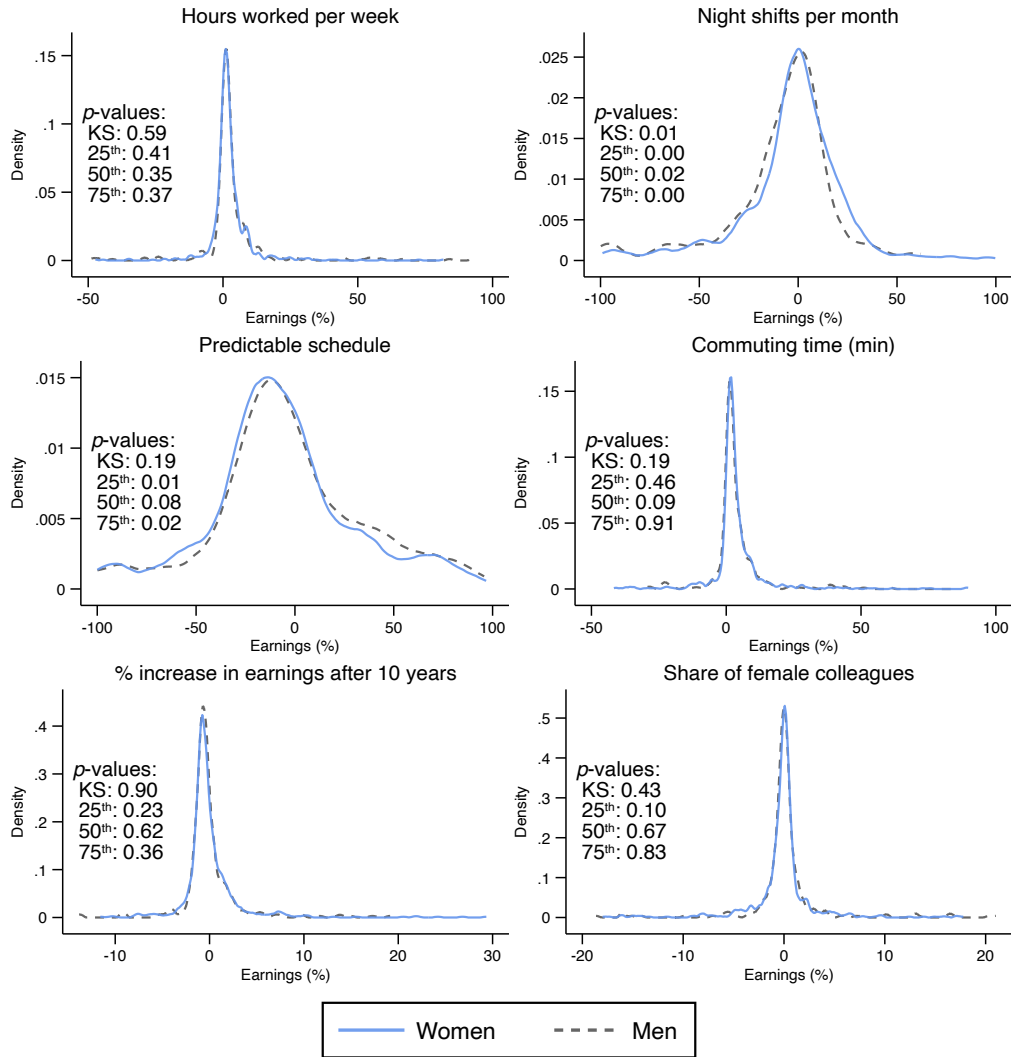 Hours worked per week
Density
.15
.1
.05
0
p-values:
KS: 0.59
25th: 0.41
50th: 0.35
75th: 0.37
-50 0 50 100
Earnings (%)
Night shifts per month
Density
.025
.02
.015
.01
.005
0
p-values:
KS: 0.01
25th: 0.00
50th: 0.02
75th: 0.00
-100 -50 0 50 100
Earnings (%)
Predictable schedule
Density
.015
.01
.005
0
p-values:
KS: 0.19
25th: 0.01
50th: 0.08
75th: 0.02
-100 -50 0 50 100
Earnings (%)
Commuting time (min)
Density
.15
.1
.05
0
p-values:
KS: 0.19
25th: 0.46
50th: 0.09
75th: 0.91
-50 0 50 100
Earnings (%)
% increase in earnings after 10 years
Density
.4
.3
.2
.1
0
p-values:
KS: 0.90
25th: 0.23
50th: 0.62
75th: 0.36
-10 0 10 20 30
Earnings (%)
Share of female colleagues
Density
.5
.4
.3
.2
.1
0
p-values:
KS: 0.43
25th: 0.10
50th: 0.67
75th: 0.83
-20 -10 0 10 20
Earnings (%)
Women Men